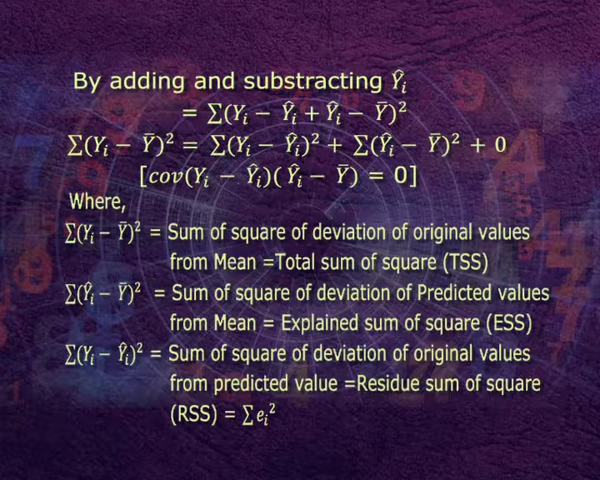 By adding and substracting Ŷᵢ
= ∑(Yᵢ − Ŷᵢ + Ŷᵢ − Ȳ)²
∑(Yᵢ − Ȳ)² = ∑(Yᵢ − Ŷᵢ)² + ∑(Ŷᵢ − Ȳ)² + 0
[cov(Yᵢ − Ŷᵢ)( Ŷᵢ − Ȳ) = 0]
Where,
∑(Yᵢ − Ȳ)² = Sum of square of deviation of original values
from Mean =Total sum of square (TSS)
∑(Ŷᵢ − Ȳ)² = Sum of square of deviation of Predicted values
from Mean = Explained sum of square (ESS)
∑(Yᵢ − Ŷᵢ)² = Sum of square of deviation of original values
from predicted value =Residue sum of square
(RSS) = ∑eᵢ²